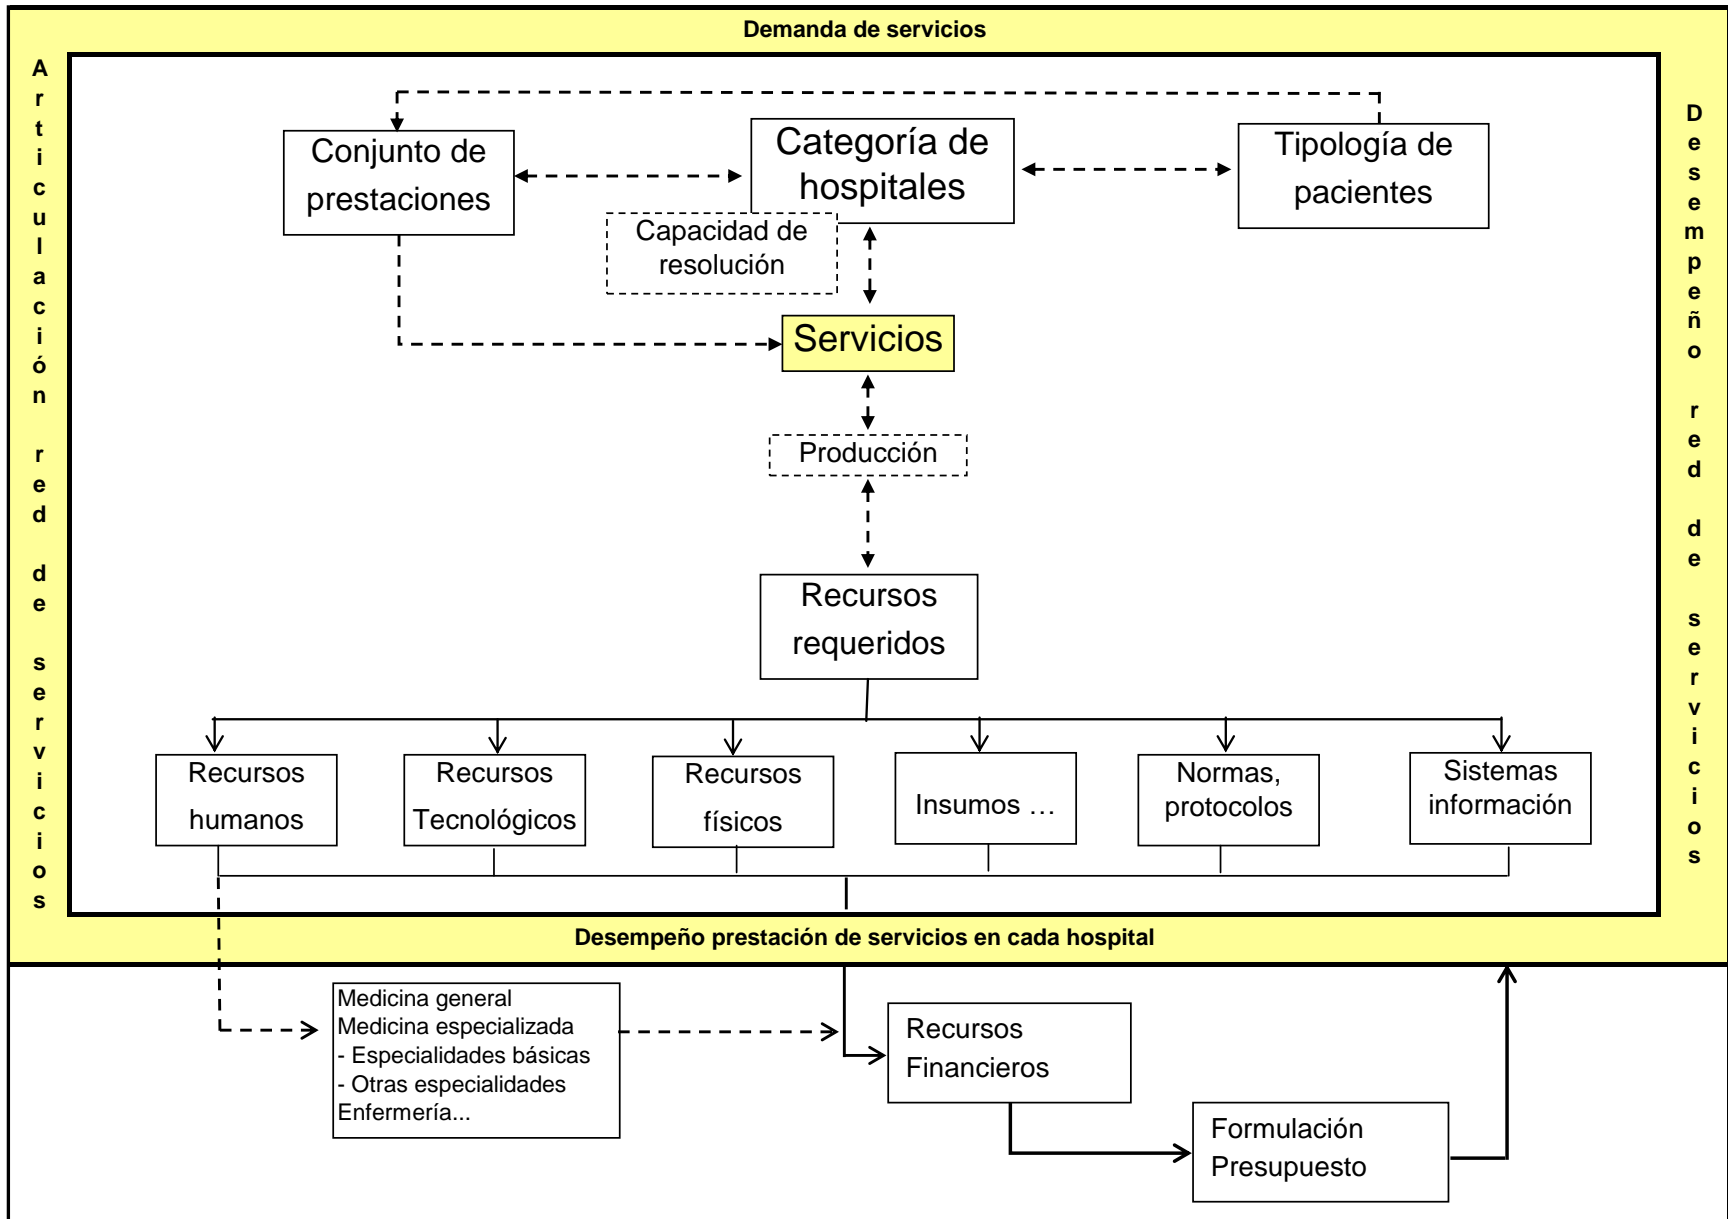 Demanda de servicios
Articulación red de servicios
Desempeño red de servicios
Conjunto de
prestaciones
Categoría de
hospitales
Tipología de
pacientes
Capacidad de
resolución
Servicios
Producción
Recursos
requeridos
Recursos
humanos
Recursos
Tecnológicos
Recursos
físicos
Insumos …
Normas,
protocolos
Sistemas
información
Desempeño prestación de servicios en cada hospital
Medicina general
Medicina especializada
- Especialidades básicas
- Otras especialidades
Enfermería...
Recursos
Financieros
Formulación
Presupuesto